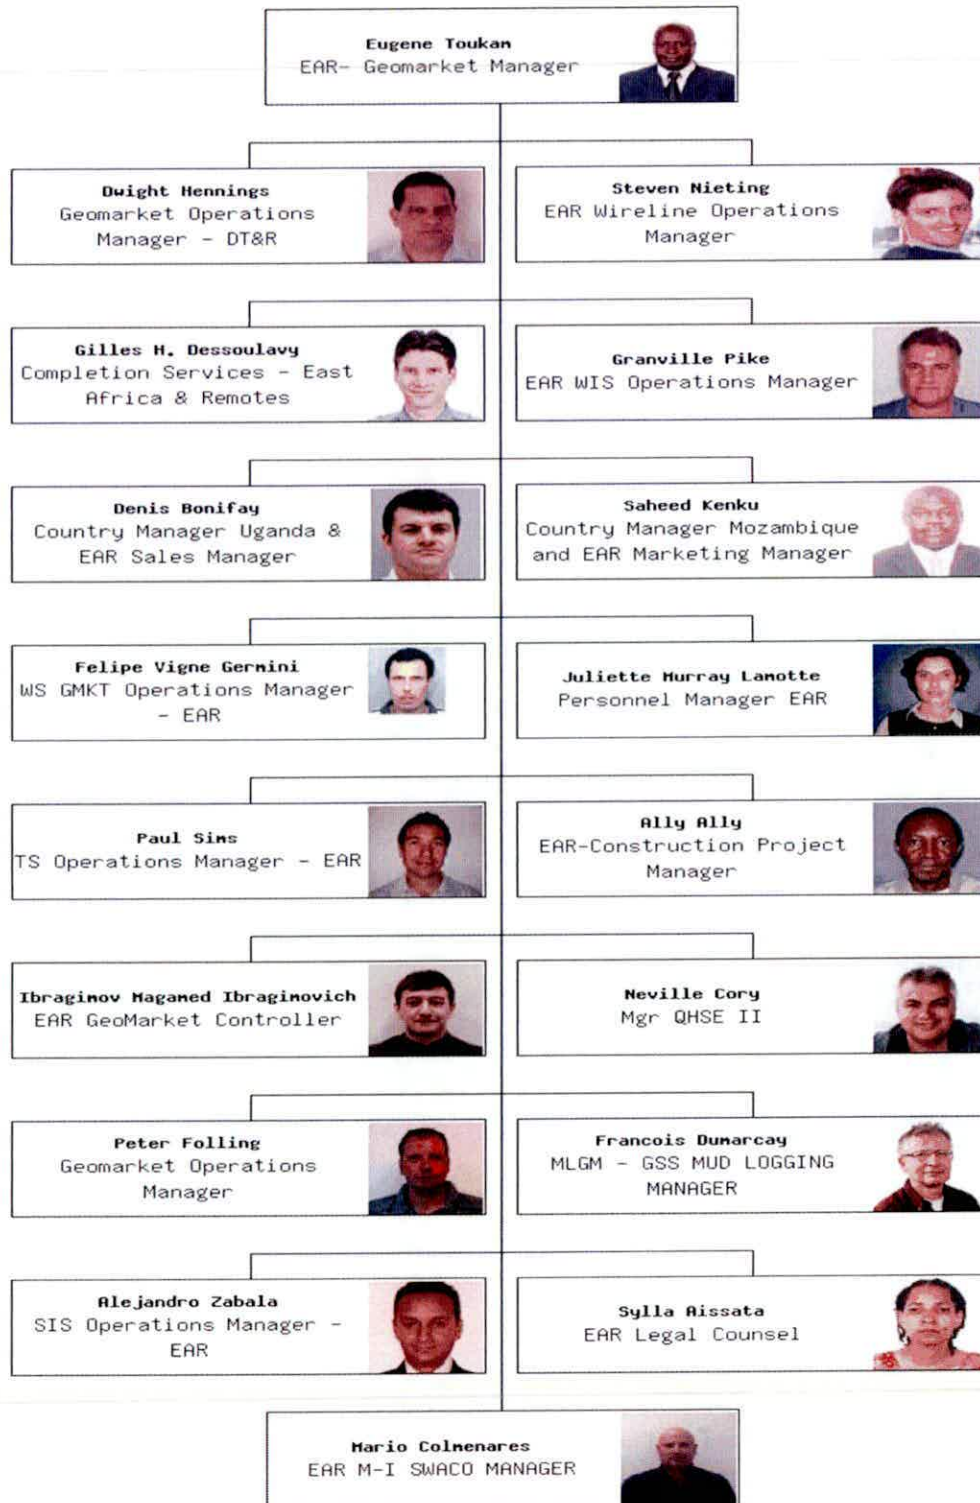 Eugene Toukam
EAR- Geomarket Manager
Dwight Hennings
Geomarket Operations
Manager - DT&R
Steven Nieting
EAR Wireline Operations
Manager
Gilles H. Dessoulavy
Completion Services - East
Africa & Remotes
Granville Pike
EAR WIS Operations Manager
Denis Bonifay
Country Manager Uganda &
EAR Sales Manager
Saheed Kenku
Country Manager Mozambique
and EAR Marketing Manager
Felipe Vigne Germini
WS GMKT Operations Manager
- EAR
Juliette Murray Lamotte
Personnel Manager EAR
Paul Sims
TS Operations Manager - EAR
Ally Ally
EAR-Construction Project
Manager
Ibragimov Magamed Ibragimovich
EAR GeoMarket Controller
Neville Cory
Mgr QHSE II
Peter Folling
Geomarket Operations
Manager
Francois Dumarcay
MLGM - GSS MUD LOGGING
MANAGER
Alejandro Zabala
SIS Operations Manager -
EAR
Sylla Aissata
EAR Legal Counsel
Mario Colmenares
EAR M-I SWACO MANAGER